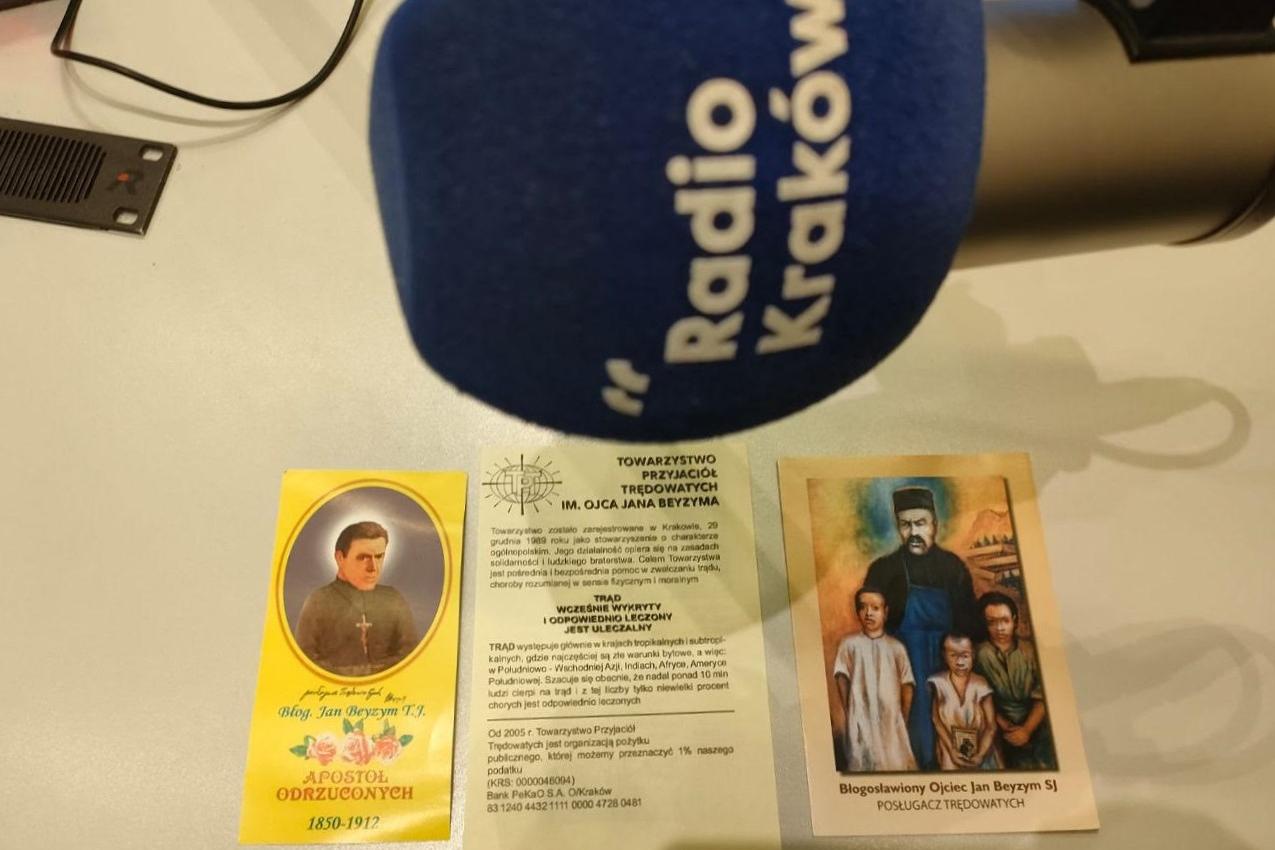 Radio
Kraków
Błog. Jan Beyzym T.J.
APOSTOŁ
ODRZUCONYCH
1850-1912
TOWARZYSTWO
PRZYJACIÓŁ
TRĘDOWATYCH
IM. OJCA JANA BEYZYMA
Towarzystwo zostało zarejestrowane w Krakowie, 29
grudnia 1989 roku jako stowarzyszenie o charakterze
ogólnopolskim. Jego działalność opiera się na zasadach
solidarności i ludzkiego braterstwa. Celem Towarzystwa
jest pośrednia i bezpośrednia pomoc w zwalczaniu trądu,
choroby rozumianej w sensie fizycznym i moralnym
TRĄD
WCZEŚNIE WYKRYTY
I ODPOWIEDNIO LECZONY
JEST ULECZALNY
TRĄD występuje głównie w krajach tropikalnych i subtropi-
kalnych, gdzie najczęściej są złe warunki bytowe, a więc:
w Południowo - Wschodniej Azji, Indiach, Afryce, Ameryce
Południowej. Szacuje się obecnie, że nadal ponad 10 mln
ludzi cierpi na trąd i z tej liczby tylko niewielki procent
chorych jest odpowiednio leczonych
Od 2005 r. Towarzystwo Przyjaciół
Trędowatych jest organizacją pożytku
publicznego, której możemy przeznaczyć 1% naszego
podatku
(KRS: 0000046094)
Bank PeKaO S.A. O/Kraków
83 1240 4432 1111 0000 4728 0481
Błogosławiony Ojciec Jan Beyzym SJ
POSŁUGACZ TRĘDOWATYCH